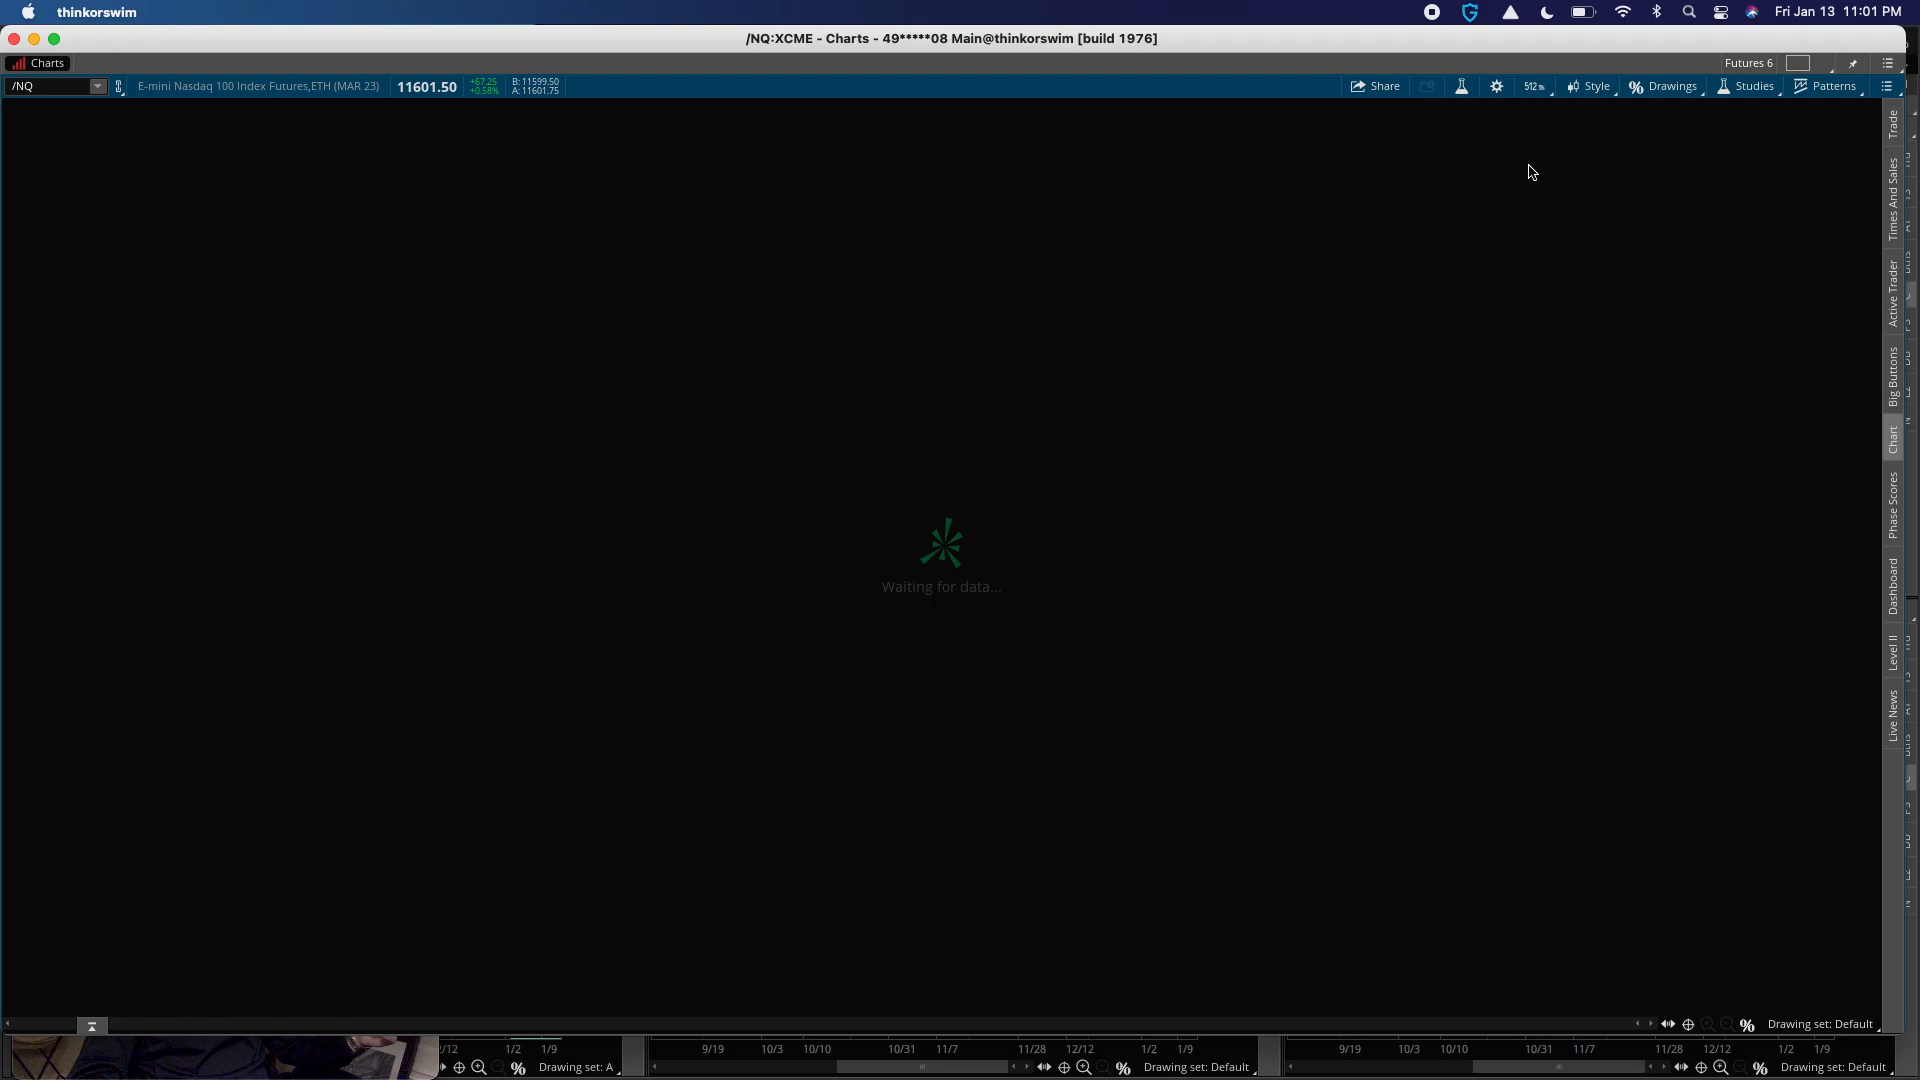 thinkorswim
Fri Jan 13 11:01 PM
/NQ:XCME - Charts - 49*****08 Main@thinkorswim [build 1976]
Charts
Futures 6
/NQ
E-mini Nasdaq 100 Index Futures,ETH (MAR 23)
11601.50
+67.25
+0.58%
B: 11599.50
A: 11601.75
Share
512t
Style
Drawings
Studies
Patterns
Trade
Times And Sales
Active Trader
Big Buttons
Chart
Phase Scores
Dashboard
Level II
Live News
Waiting for data...
Drawing set: Default
/12 1/2 1/9
9/19 10/3 10/10 10/31 11/7 11/28 12/12 1/2 1/9
9/19 10/3 10/10 10/31 11/7 11/28 12/12 1/2 1/9
Drawing set: A
Drawing set: Default
Drawing set: Default